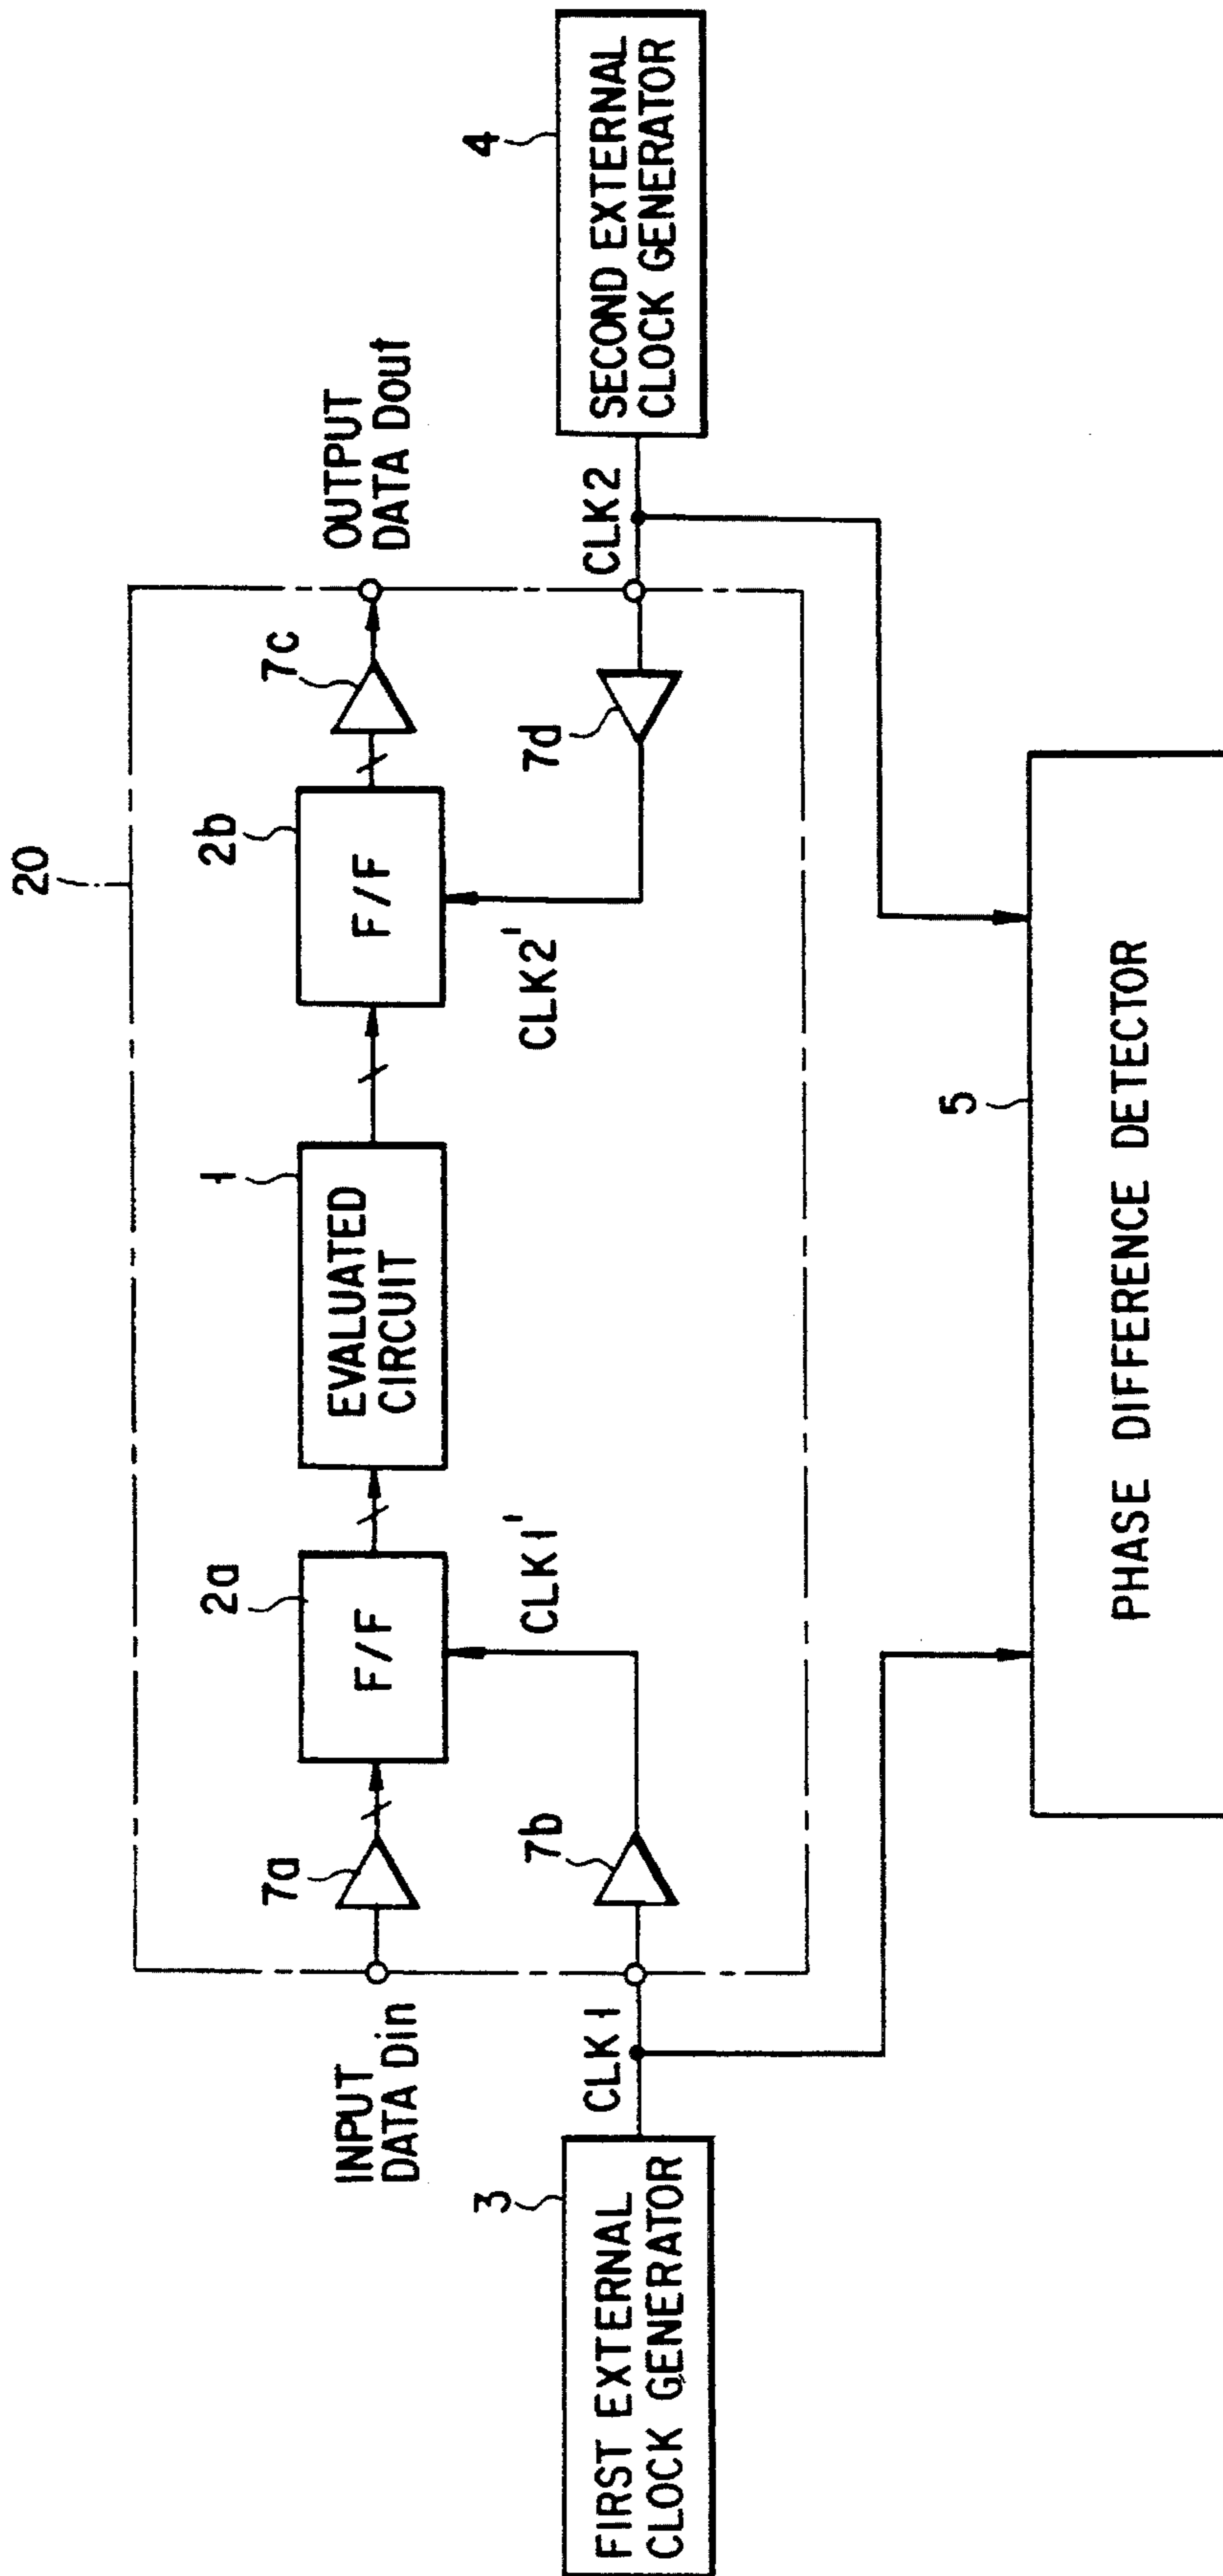 20
INPUT
DATA Din
7a
2a
F/F
1
EVALUATED
CIRCUIT
2b
F/F
7c
OUTPUT
DATA Dout
3
FIRST EXTERNAL
CLOCK GENERATOR
CLK1
7b
CLK1'
CLK2'
7d
CLK2
4
SECOND EXTERNAL
CLOCK GENERATOR
5
PHASE DIFFERENCE DETECTOR